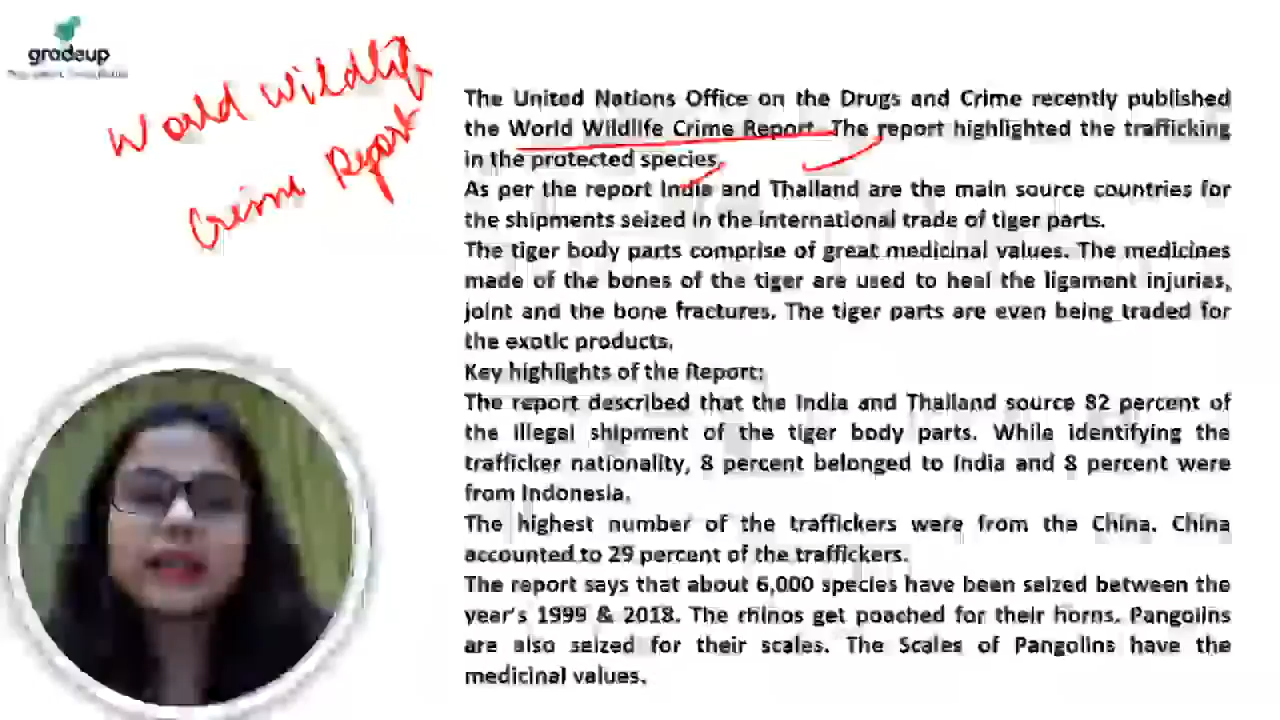 gradeup
World Wildlife
Crime Report
The United Nations Office on the Drugs and Crime recently published
the World Wildlife Crime Report. The report highlighted the trafficking
in the protected species.
As per the report India and Thailand are the main source countries for
the shipments seized in the international trade of tiger parts.
The tiger body parts comprise of great medicinal values. The medicines
made of the bones of the tiger are used to heal the ligament injuries,
joint and the bone fractures. The tiger parts are even being traded for
the exotic products.
Key highlights of the Report:
The report described that the India and Thailand source 82 percent of
the illegal shipment of the tiger body parts. While identifying the
trafficker nationality, 8 percent belonged to India and 8 percent were
from Indonesia.
The highest number of the traffickers were from the China. China
accounted to 29 percent of the traffickers.
The report says that about 6,000 species have been seized between the
year's 1999 & 2018. The rhinos get poached for their horns. Pangolins
are also seized for their scales. The Scales of Pangolins have the
medicinal values.